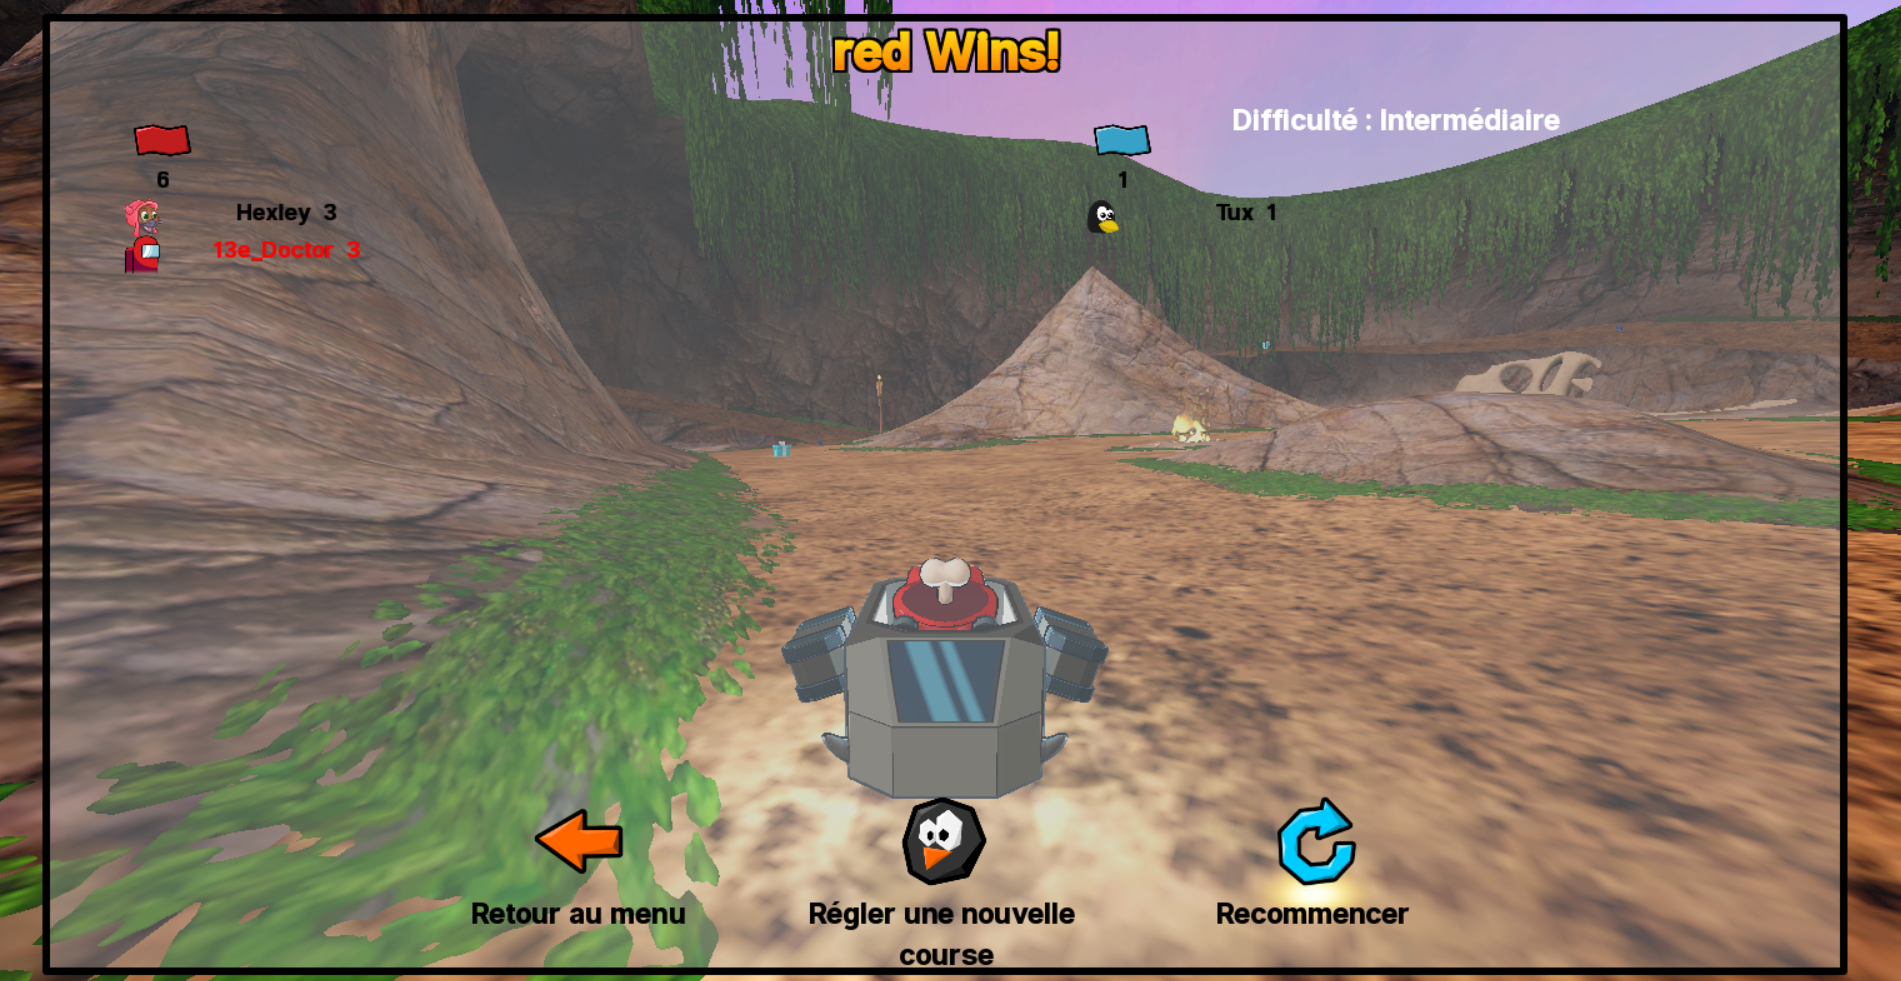 red Wins!
Difficulté : Intermédiaire
6
1
Hexley 3
Tux 1
13e_Doctor 3
Retour au menu
Régler une nouvelle
course
Recommencer